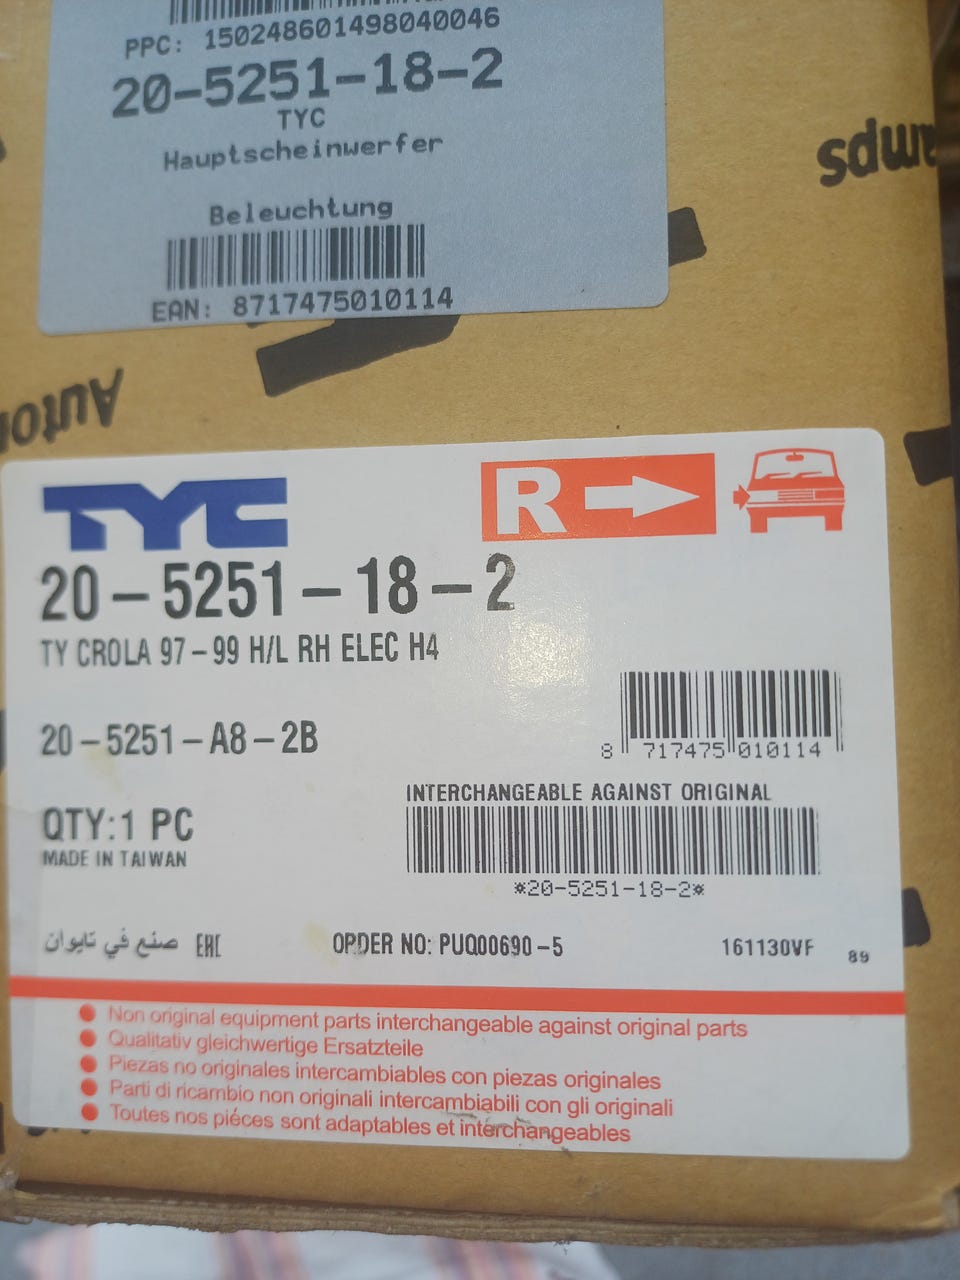 PPC: 150248601498040046
20-5251-18-2
TYC
Hauptscheinwerfer
Beleuchtung
EAN: 8717475010114
TYC
R
20-5251-18-2
TY CROLA 97-99 H/L RH ELEC H4
20-5251-A8-2B
8 717475 010114
INTERCHANGEABLE AGAINST ORIGINAL
*20-5251-18-2*
QTY:1 PC
MADE IN TAIWAN
صنع في تايوان EAC ORDER NO: PUQ00690-5 161130VF 89
Non original equipment parts interchangeable against original parts
Qualitativ gleichwertige Ersatzteile
Piezas no originales intercambiables con piezas originales
Parti di ricambio non originali intercambiabili con gli originali
Toutes nos piéces sont adaptables et interchangeables